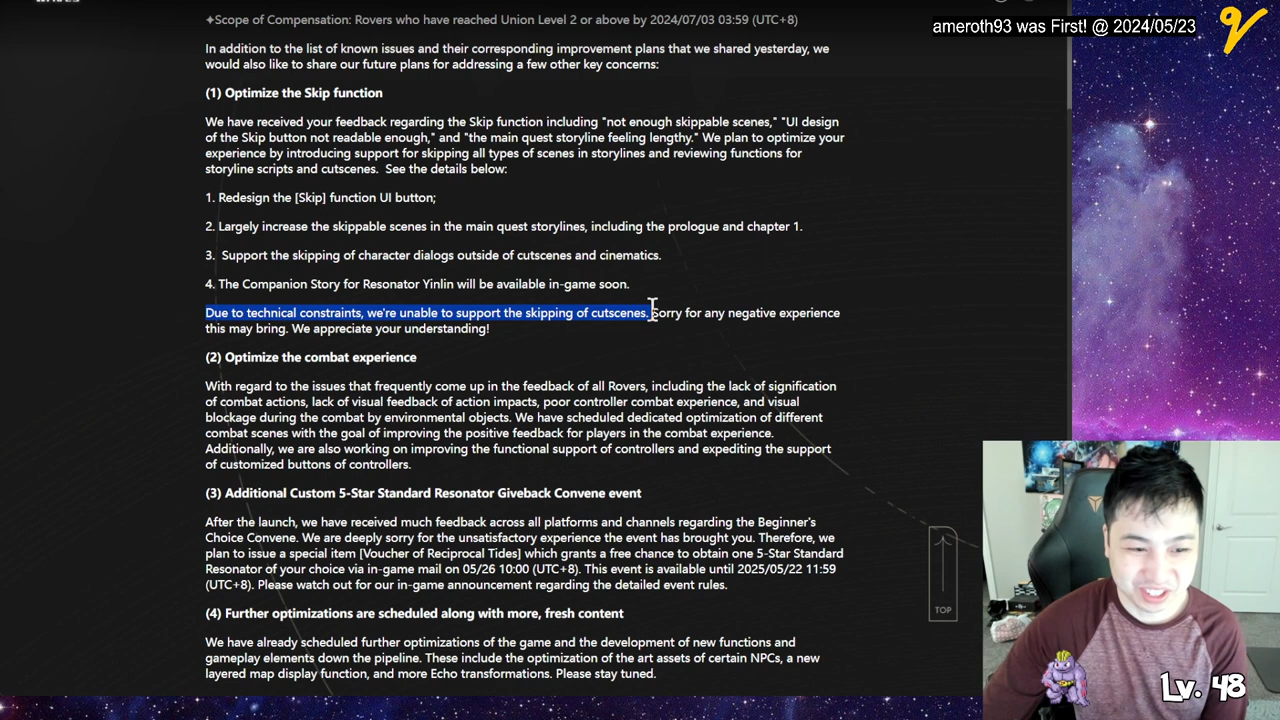 ✦Scope of Compensation: Rovers who have reached Union Level 2 or above by 2024/07/03 03:59 (UTC+8)
ameroth93 was First! @ 2024/05/23
In addition to the list of known issues and their corresponding improvement plans that we shared yesterday, we
would also like to share our future plans for addressing a few other key concerns:
(1) Optimize the Skip function
We have received your feedback regarding the Skip function including "not enough skippable scenes," "UI design
of the Skip button not readable enough," and "the main quest storyline feeling lengthy." We plan to optimize your
experience by introducing support for skipping all types of scenes in storylines and reviewing functions for
storyline scripts and cutscenes.  See the details below:
1. Redesign the [Skip] function UI button;
2. Largely increase the skippable scenes in the main quest storylines, including the prologue and chapter 1.
3.  Support the skipping of character dialogs outside of cutscenes and cinematics.
4. The Companion Story for Resonator Yinlin will be available in-game soon.
Due to technical constraints, we're unable to support the skipping of cutscenes. Sorry for any negative experience
this may bring. We appreciate your understanding!
(2) Optimize the combat experience
With regard to the issues that frequently come up in the feedback of all Rovers, including the lack of signification
of combat actions, lack of visual feedback of action impacts, poor controller combat experience, and visual
blockage during the combat by environmental objects. We have scheduled dedicated optimization of different
combat scenes with the goal of improving the positive feedback for players in the combat experience.
Additionally, we are also working on improving the functional support of controllers and expediting the support
of customized buttons of controllers.
(3) Additional Custom 5-Star Standard Resonator Giveback Convene event
After the launch, we have received much feedback across all platforms and channels regarding the Beginner's
Choice Convene. We are deeply sorry for the unsatisfactory experience the event has brought you. Therefore, we
plan to issue a special item [Voucher of Reciprocal Tides] which grants a free chance to obtain one 5-Star Standard
Resonator of your choice via in-game mail on 05/26 10:00 (UTC+8). This event is available until 2025/05/22 11:59
(UTC+8). Please watch out for our in-game announcement regarding the detailed event rules.
TOP
(4) Further optimizations are scheduled along with more, fresh content
We have already scheduled further optimizations of the game and the development of new functions and
gameplay elements down the pipeline. These include the optimization of the art assets of certain NPCs, a new
layered map display function, and more Echo transformations. Please stay tuned.
Lv. 48